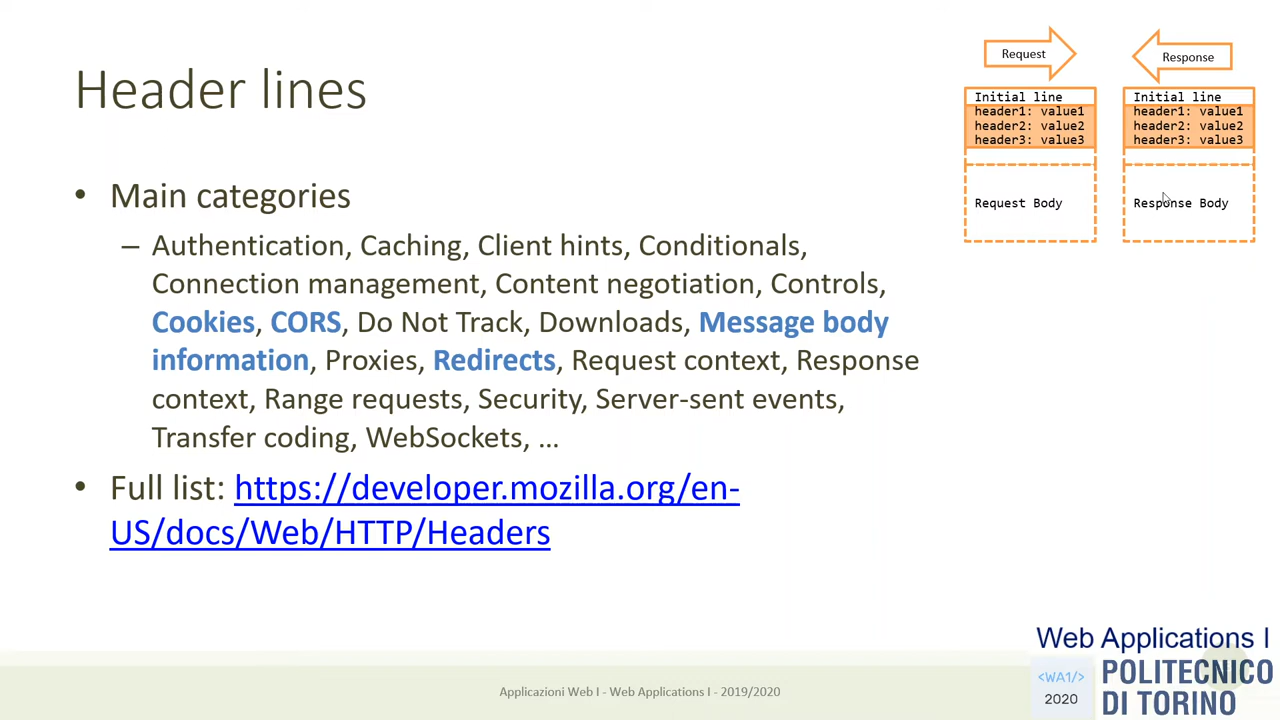 Header lines
• Main categories
– Authentication, Caching, Client hints, Conditionals,
Connection management, Content negotiation, Controls,
Cookies, CORS, Do Not Track, Downloads, Message body
information, Proxies, Redirects, Request context, Response
context, Range requests, Security, Server-sent events,
Transfer coding, WebSockets, …
• Full list: https://developer.mozilla.org/en-
US/docs/Web/HTTP/Headers
Request
Initial line
header1: value1
header2: value2
header3: value3
Request Body
Response
Initial line
header1: value1
header2: value2
header3: value3
Response Body
Applicazioni Web I - Web Applications I - 2019/2020
Web Applications I
<WA1/>
2020
POLITECNICO
DI TORINO